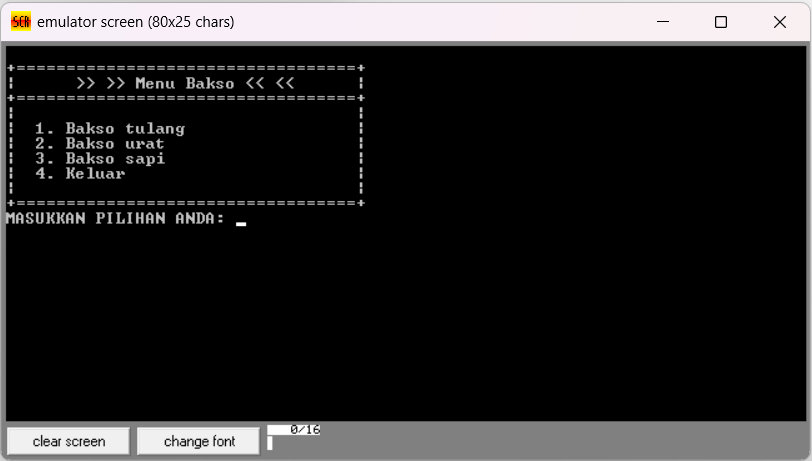 SCR emulator screen (80x25 chars)
+==================================+
¦      >> >> Menu Bakso << <<      ¦
+==================================+
¦                                  ¦
¦  1. Bakso tulang                 ¦
¦  2. Bakso urat                   ¦
¦  3. Bakso sapi                   ¦
¦  4. Keluar                       ¦
¦                                  ¦
+==================================+
MASUKKAN PILIHAN ANDA: _
clear screen
change font
0/16